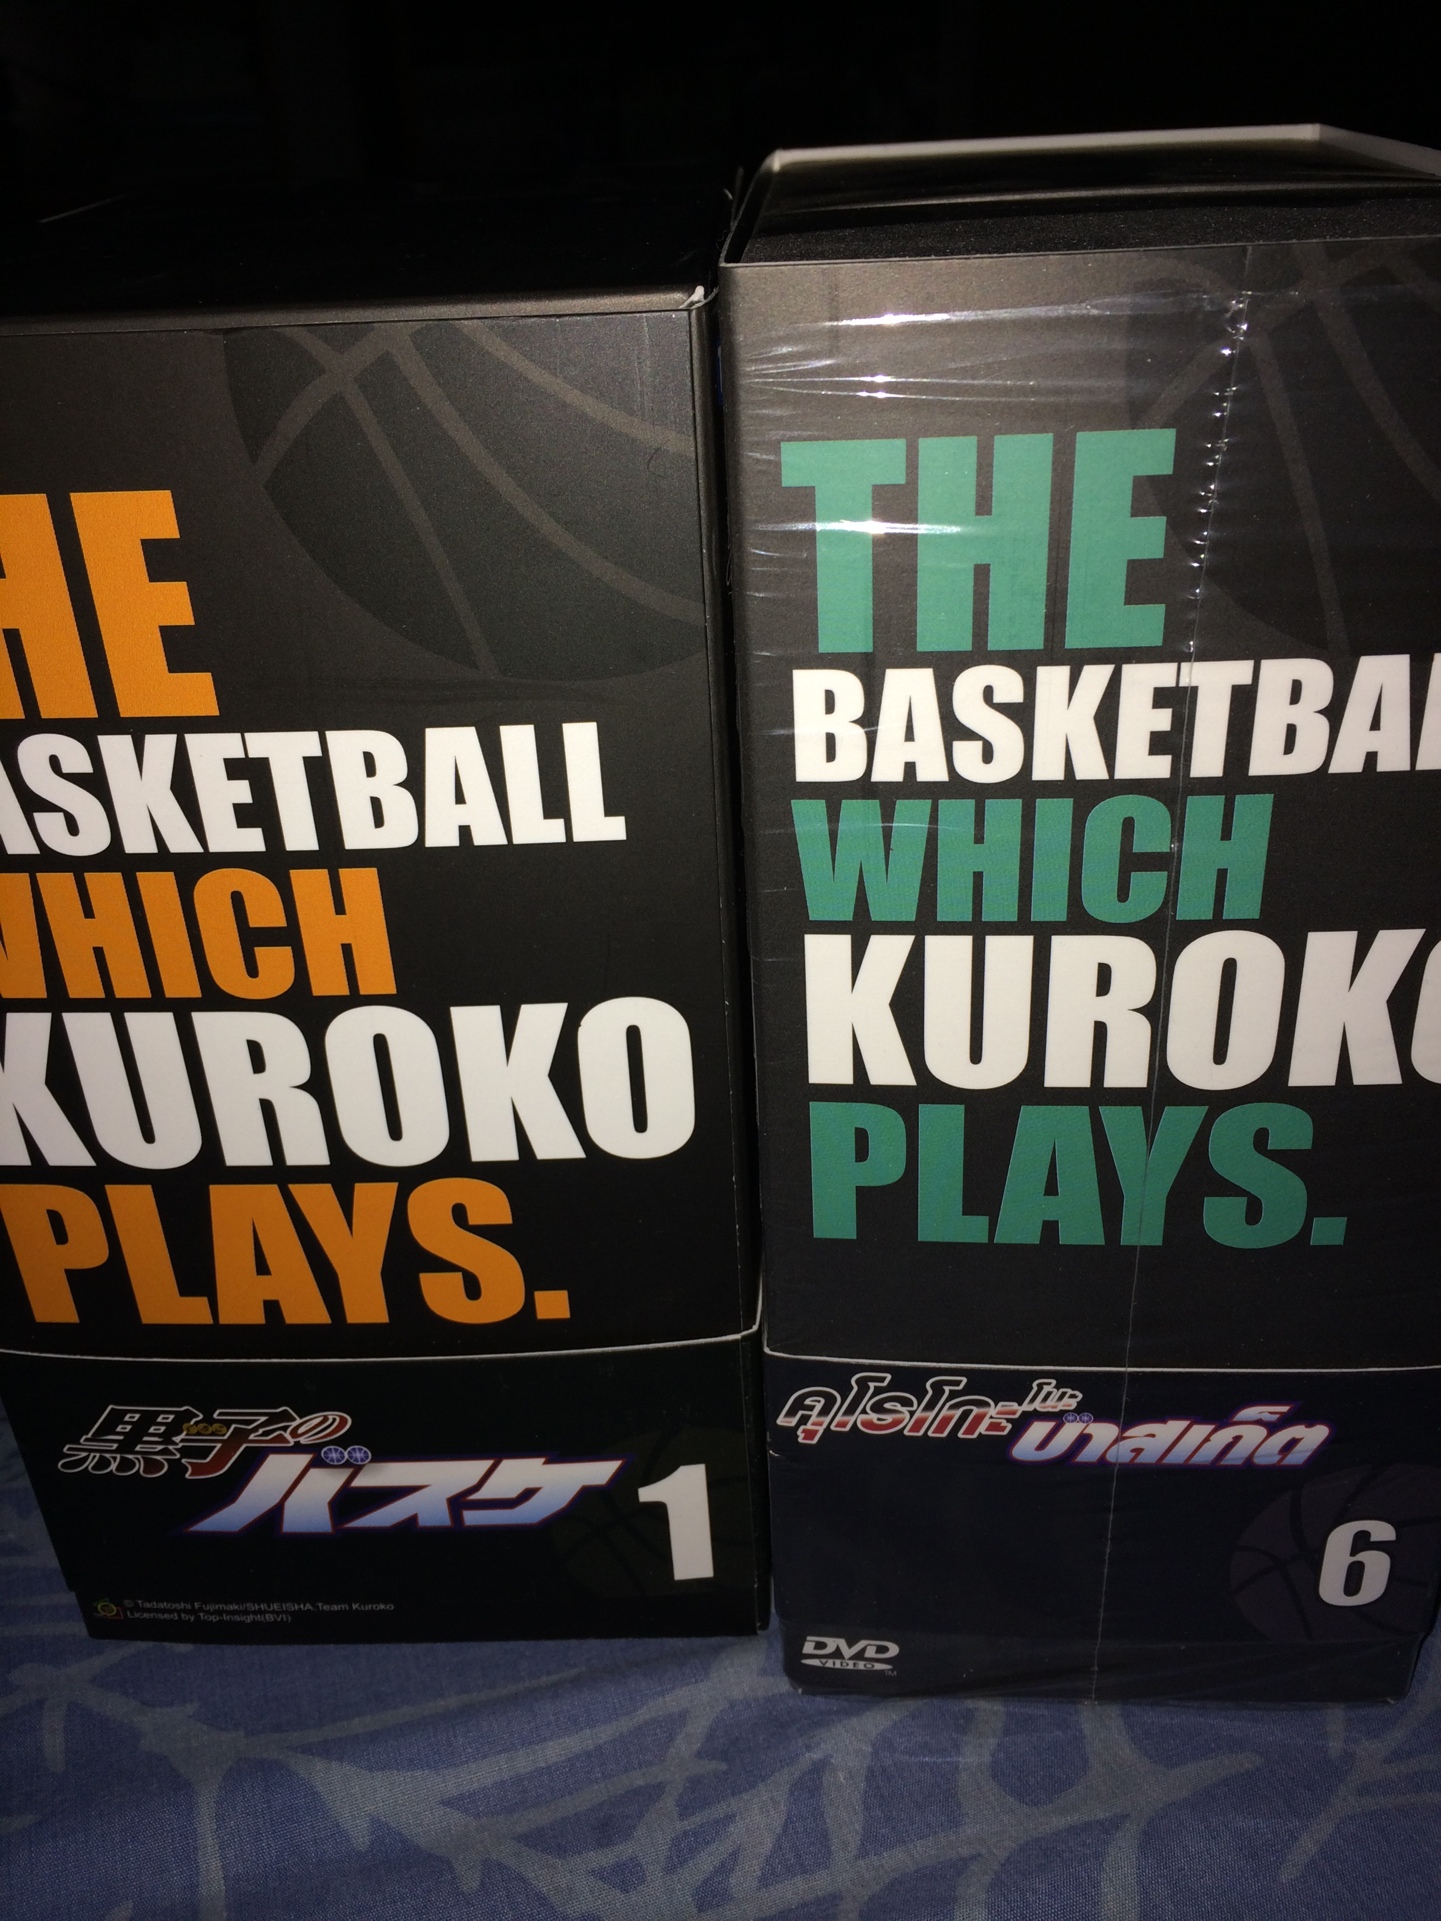 HE
ASKETBALL
WHICH
KUROKO
PLAYS.
黒子の
バスケ
1
© Tadatoshi Fujimaki/SHUEISHA.Team Kuroko
Licensed by Top-Insight(BVI)
THE
BASKETBAL
WHICH
KUROKO
PLAYS.
คุโรโกะ โนะ
บาสเก็ต
6
DVD
VIDEO
TM